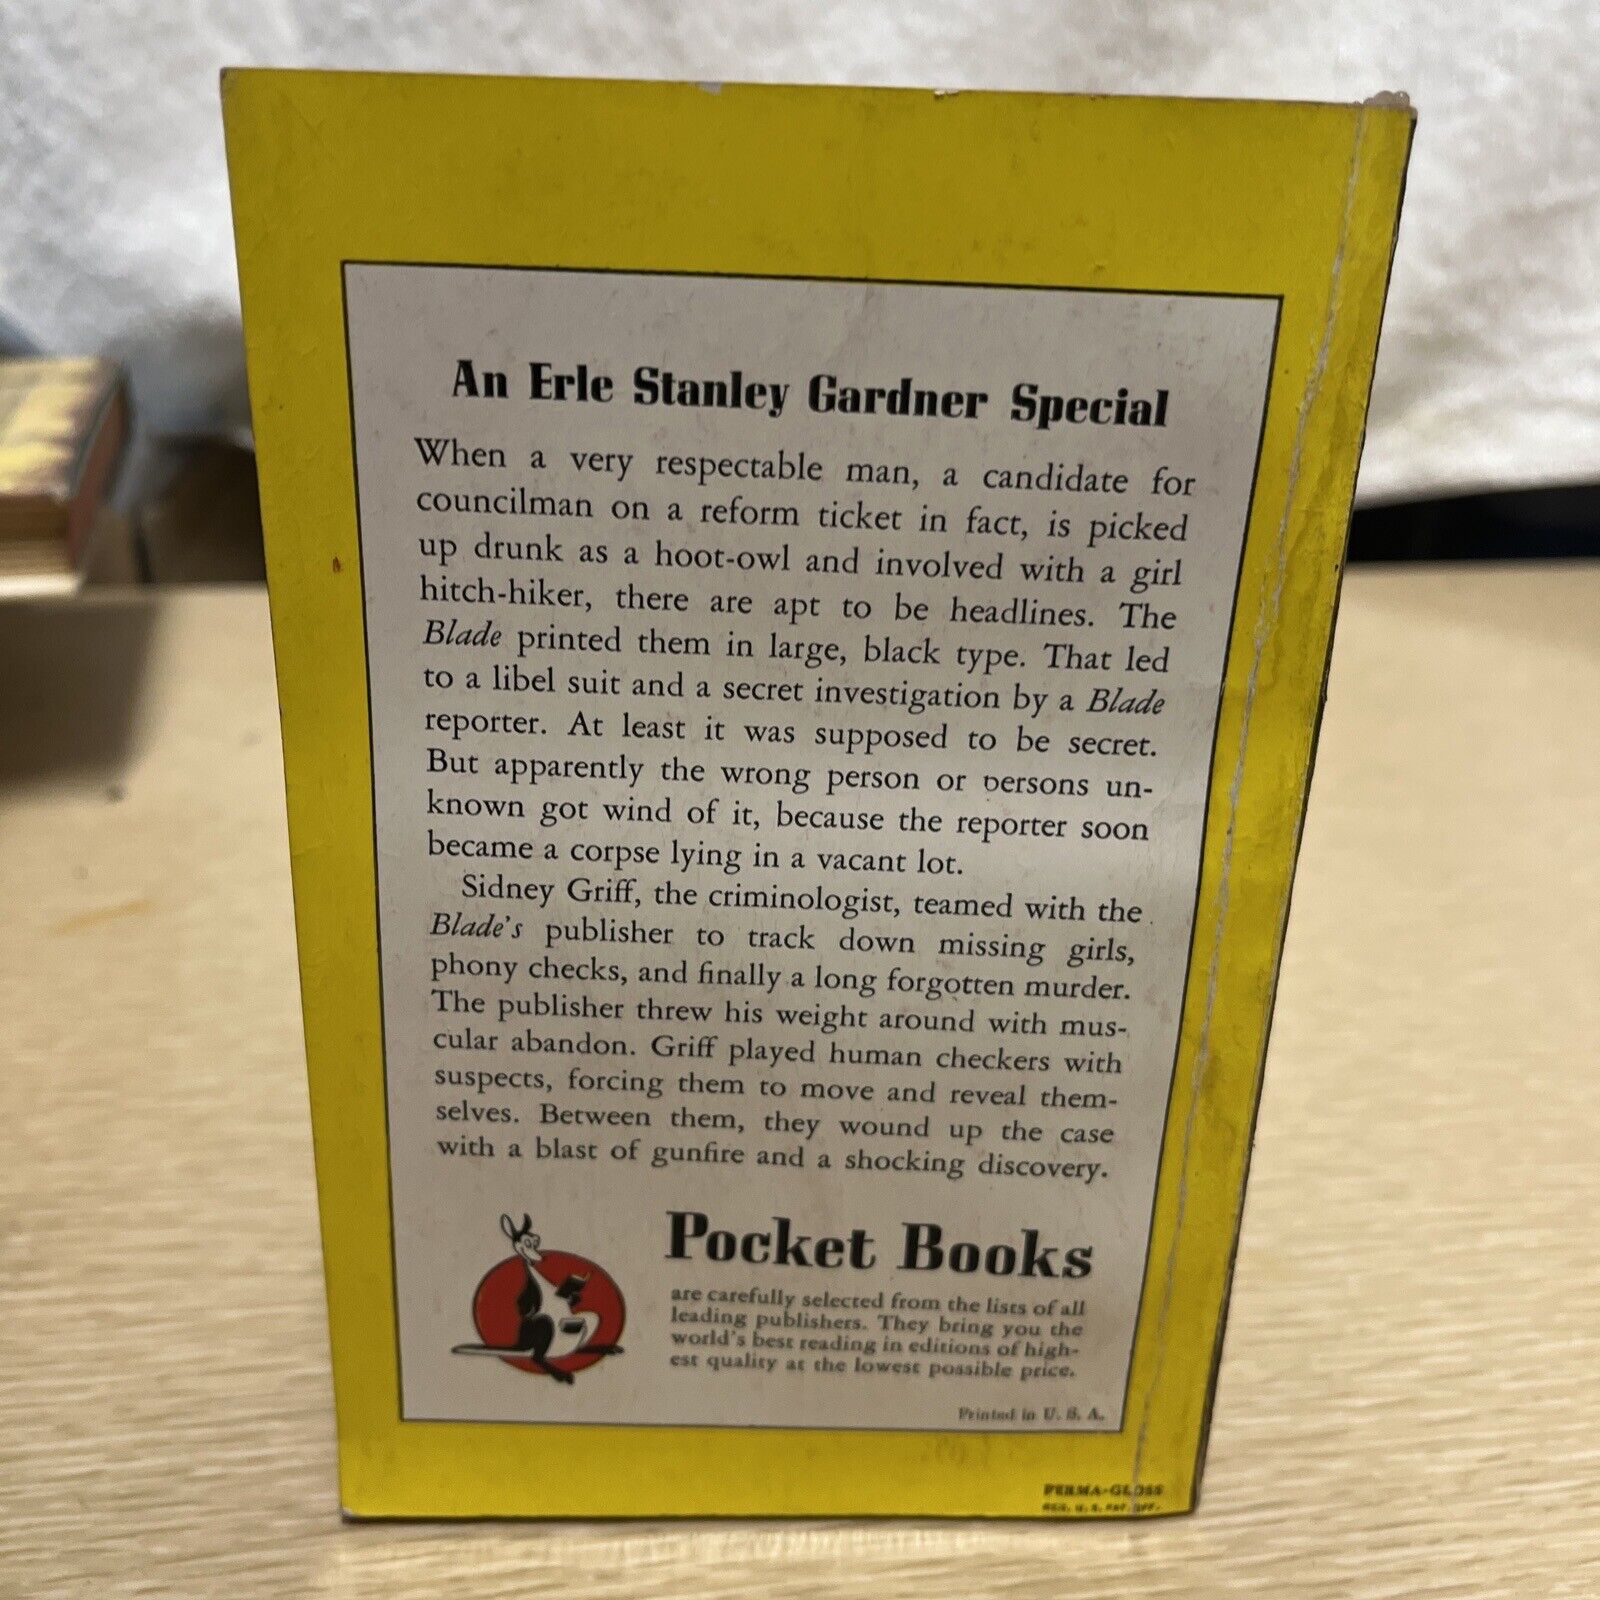 An Erle Stanley Gardner Special
When a very respectable man, a candidate for
councilman on a reform ticket in fact, is picked
up drunk as a hoot-owl and involved with a girl
hitch-hiker, there are apt to be headlines. The
Blade printed them in large, black type. That led
to a libel suit and a secret investigation by a Blade
reporter. At least it was supposed to be secret.
But apparently the wrong person or persons un-
known got wind of it, because the reporter soon
became a corpse lying in a vacant lot.
Sidney Griff, the criminologist, teamed with the
Blade's publisher to track down missing girls,
phony checks, and finally a long forgotten murder.
The publisher threw his weight around with mus-
cular abandon. Griff played human checkers with
suspects, forcing them to move and reveal them-
selves. Between them, they wound up the case
with a blast of gunfire and a shocking discovery.
Pocket Books
are carefully selected from the lists of all
leading publishers. They bring you the
world's best reading in editions of high-
est quality at the lowest possible price.
Printed in U. S. A.
PERMA-GLOSS
REG. U. S. PAT. OFF.